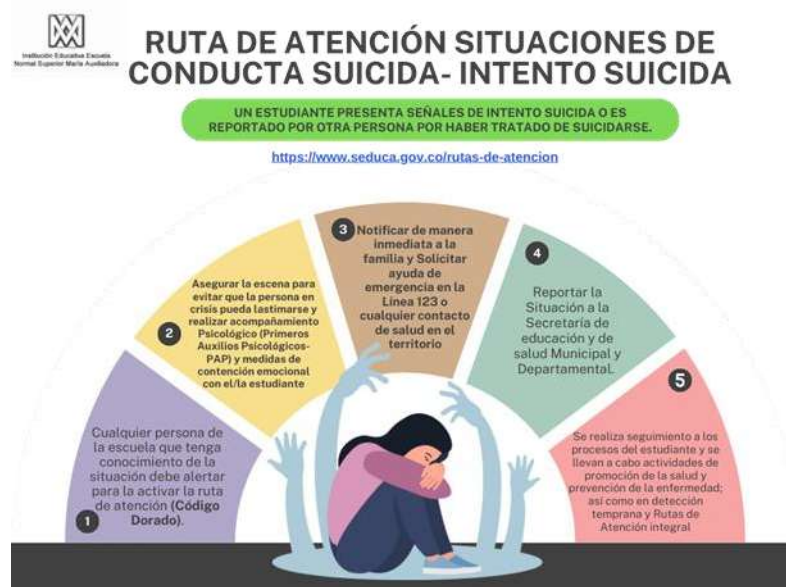 Institución Educativa Escuela
Normal Superior María Auxiliadora
RUTA DE ATENCIÓN SITUACIONES DE
CONDUCTA SUICIDA- INTENTO SUICIDA
UN ESTUDIANTE PRESENTA SEÑALES DE INTENTO SUICIDA O ES
REPORTADO POR OTRA PERSONA POR HABER TRATADO DE SUICIDARSE.
https://www.seduca.gov.co/rutas-de-atencion
1
Cualquier persona de
la escuela que tenga
conocimiento de la
situación debe alertar
para la activar la ruta
de atención (Código
Dorado).
2
Asegurar la escena para
evitar que la persona en
crisis pueda lastimarse y
realizar acompañamiento
Psicológico (Primeros
Auxilios Psicológicos-
PAP) y medidas de
contención emocional
con el/la estudiante
3
Notificar de manera
inmediata a la
familia y Solicitar
ayuda de
emergencia en la
Línea 123 o
cualquier contacto
de salud en el
territorio
4
Reportar la
Situación a la
Secretaría de
educación y de
salud Municipal y
Departamental.
5
Se realiza seguimiento a los
procesos del estudiante y se
llevan a cabo actividades de
promoción de la salud y
prevención de la enfermedad;
así como en detección
temprana y Rutas de
Atención integral